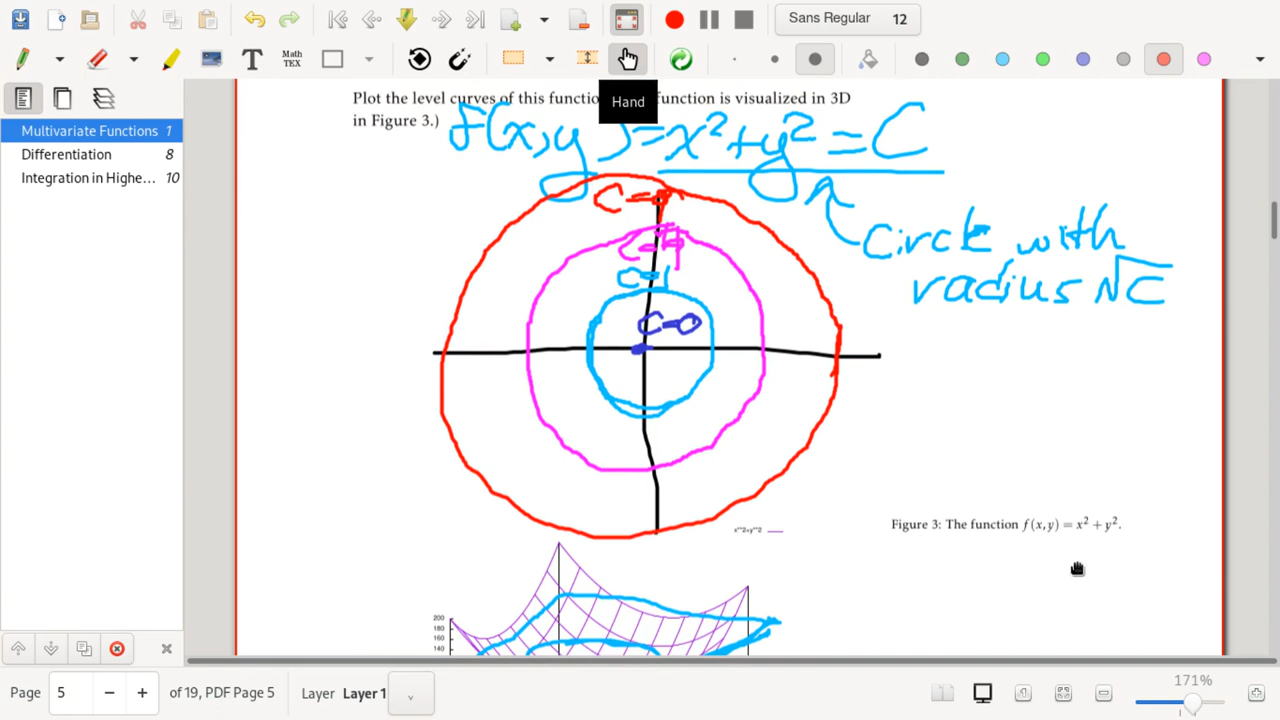 Sans Regular 12
Math
TEX
Hand
Multivariate Functions 1
Differentiation 8
Integration in Highe... 10
Plot the level curves of this functio function is visualized in 3D
in Figure 3.)
f(x,y)=x²+y²=C
Circle with
radius √C
C=9
C=4
C=1
C=0
x**2+y**2
Figure 3: The function f(x,y) = x² + y².
200
180
160
140
Page 5 of 19, PDF Page 5 Layer Layer 1
171%